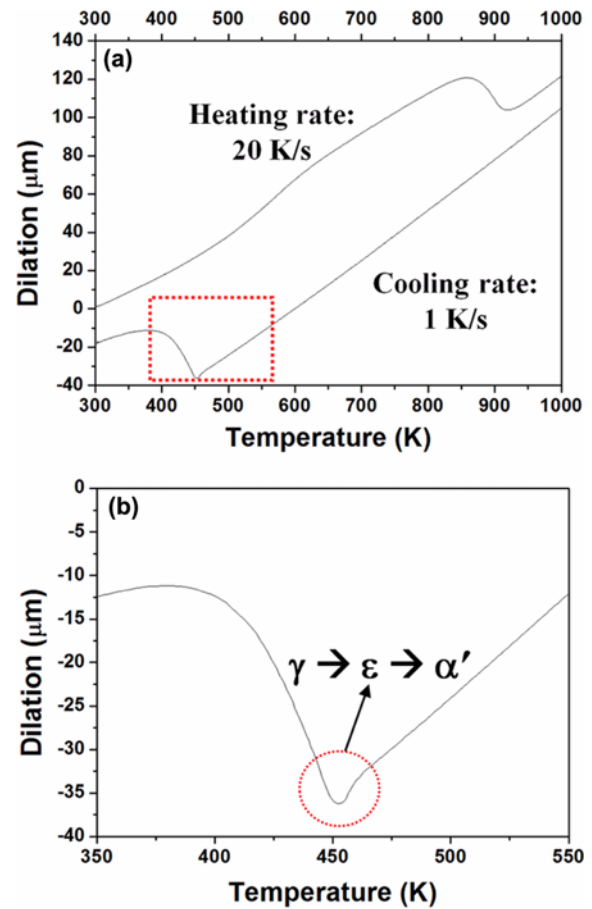 300 400 500 600 700 800 900 1000
140
(a)
120
100
Heating rate:
20 K/s
80
60
40
20
0
Cooling rate:
1 K/s
-20
-40
300 400 500 600 700 800 900 1000
Dilation (μm)
Temperature (K)
0
(b)
-5
-10
-15
-20
γ → ε → α′
-25
-30
-35
-40
350 400 450 500 550
Dilation (μm)
Temperature (K)